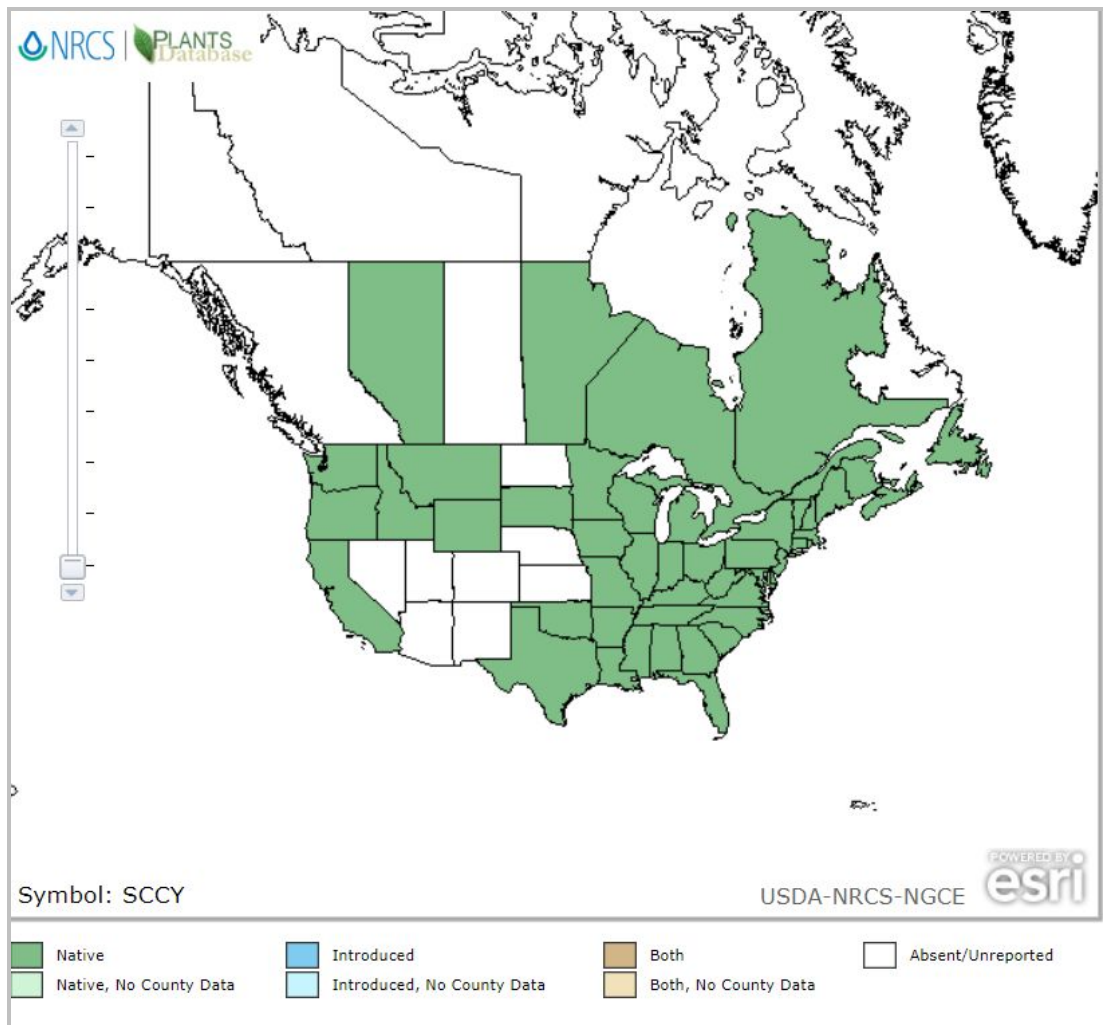 NRCS | PLANTS
Database
Symbol: SCCY
USDA-NRCS-NGCE
POWERED BY
esri
Native
Introduced
Both
Absent/Unreported
Native, No County Data
Introduced, No County Data
Both, No County Data